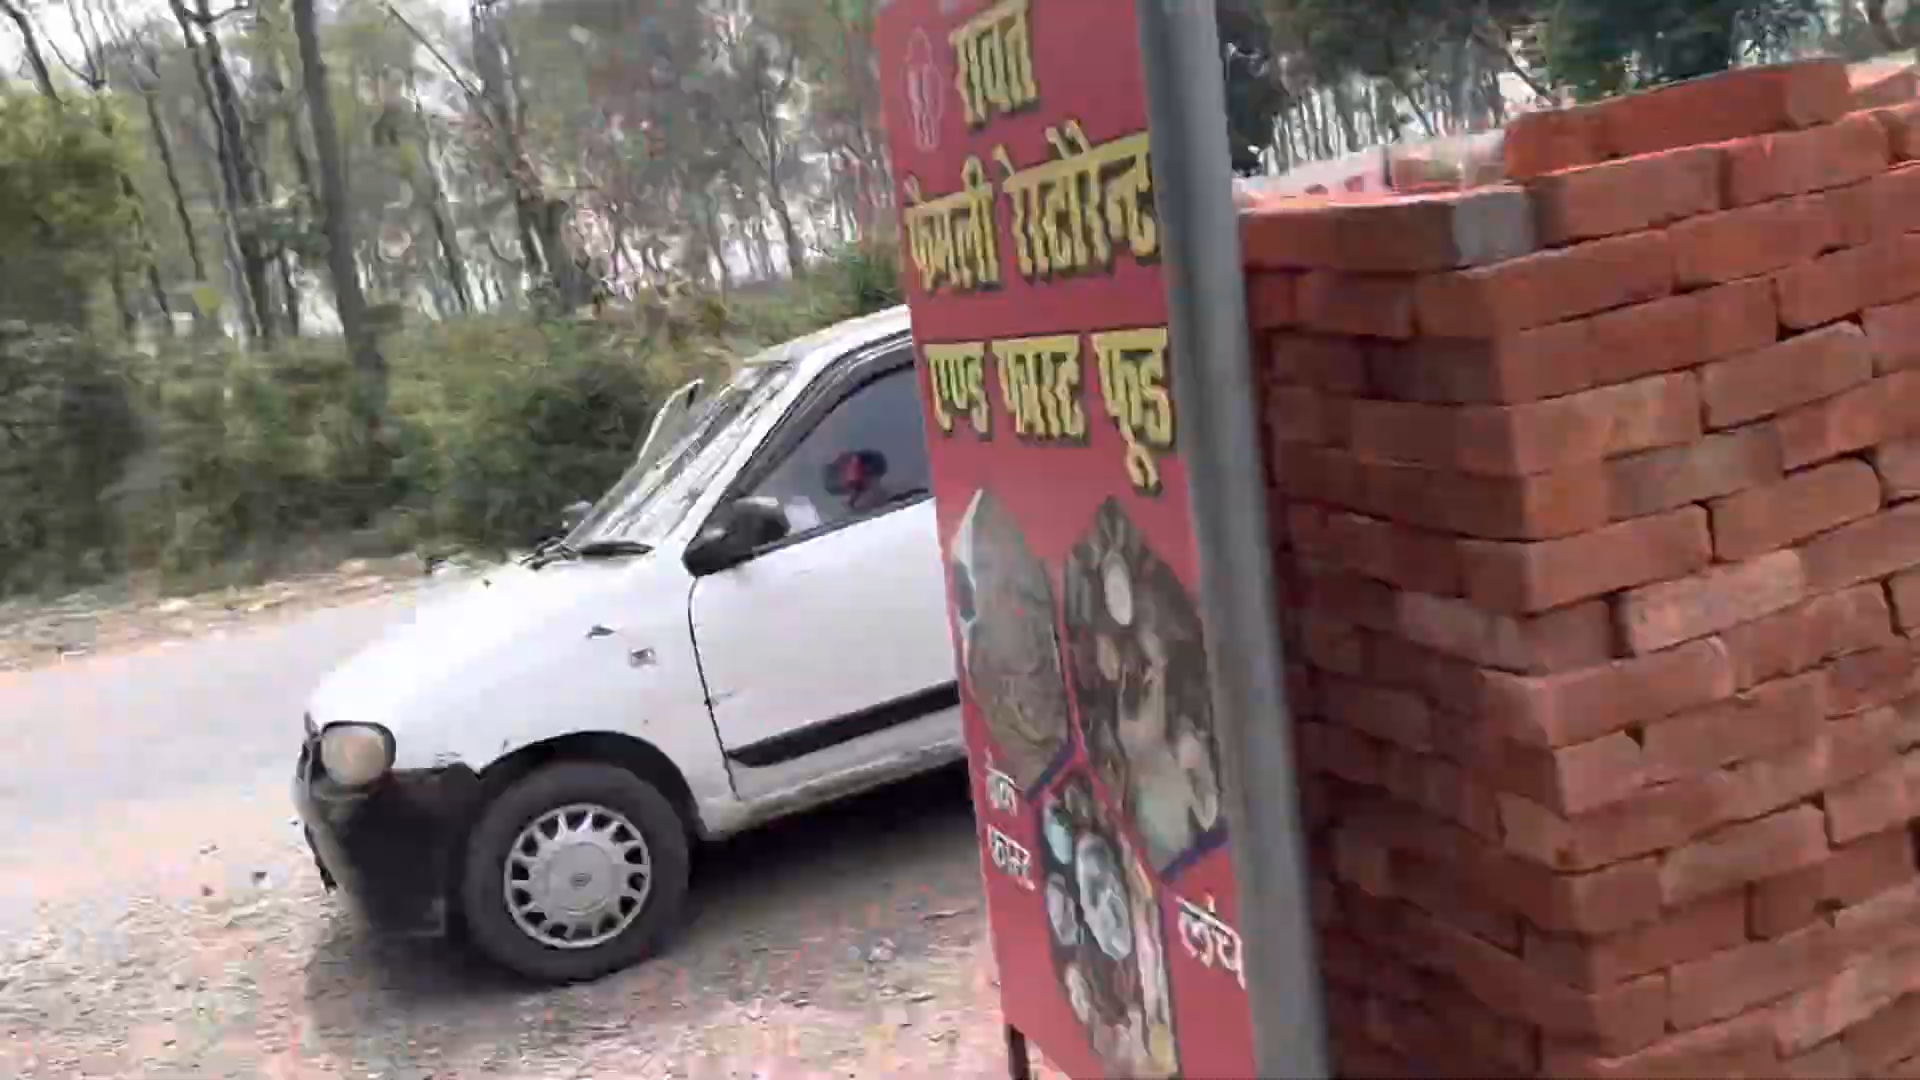 रावत
फैमली रेस्टोरेन्ट
एण्ड फास्ट फूड
लंच